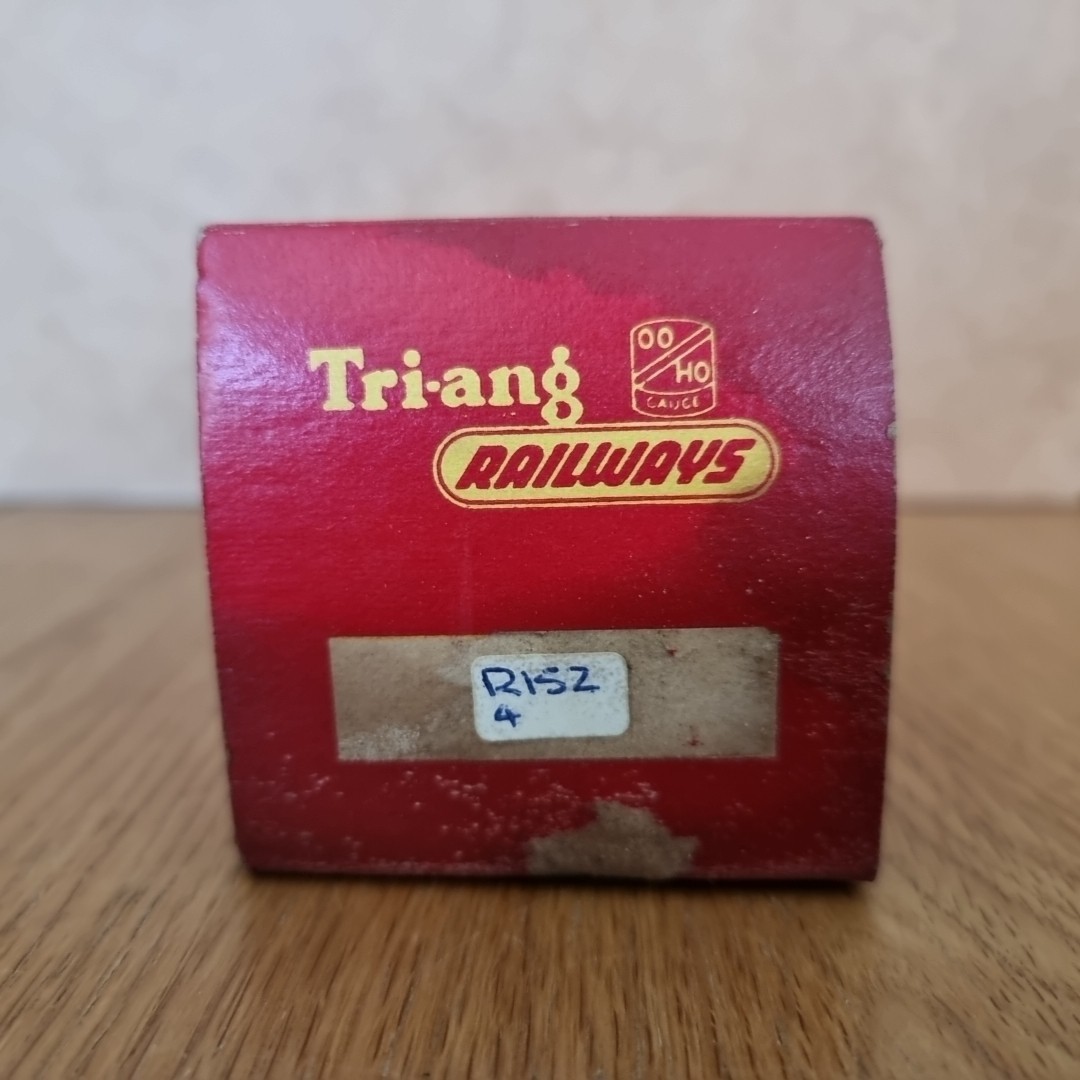 Tri-ang
OO
HO
GAUGE
RAILWAYS
R152
4